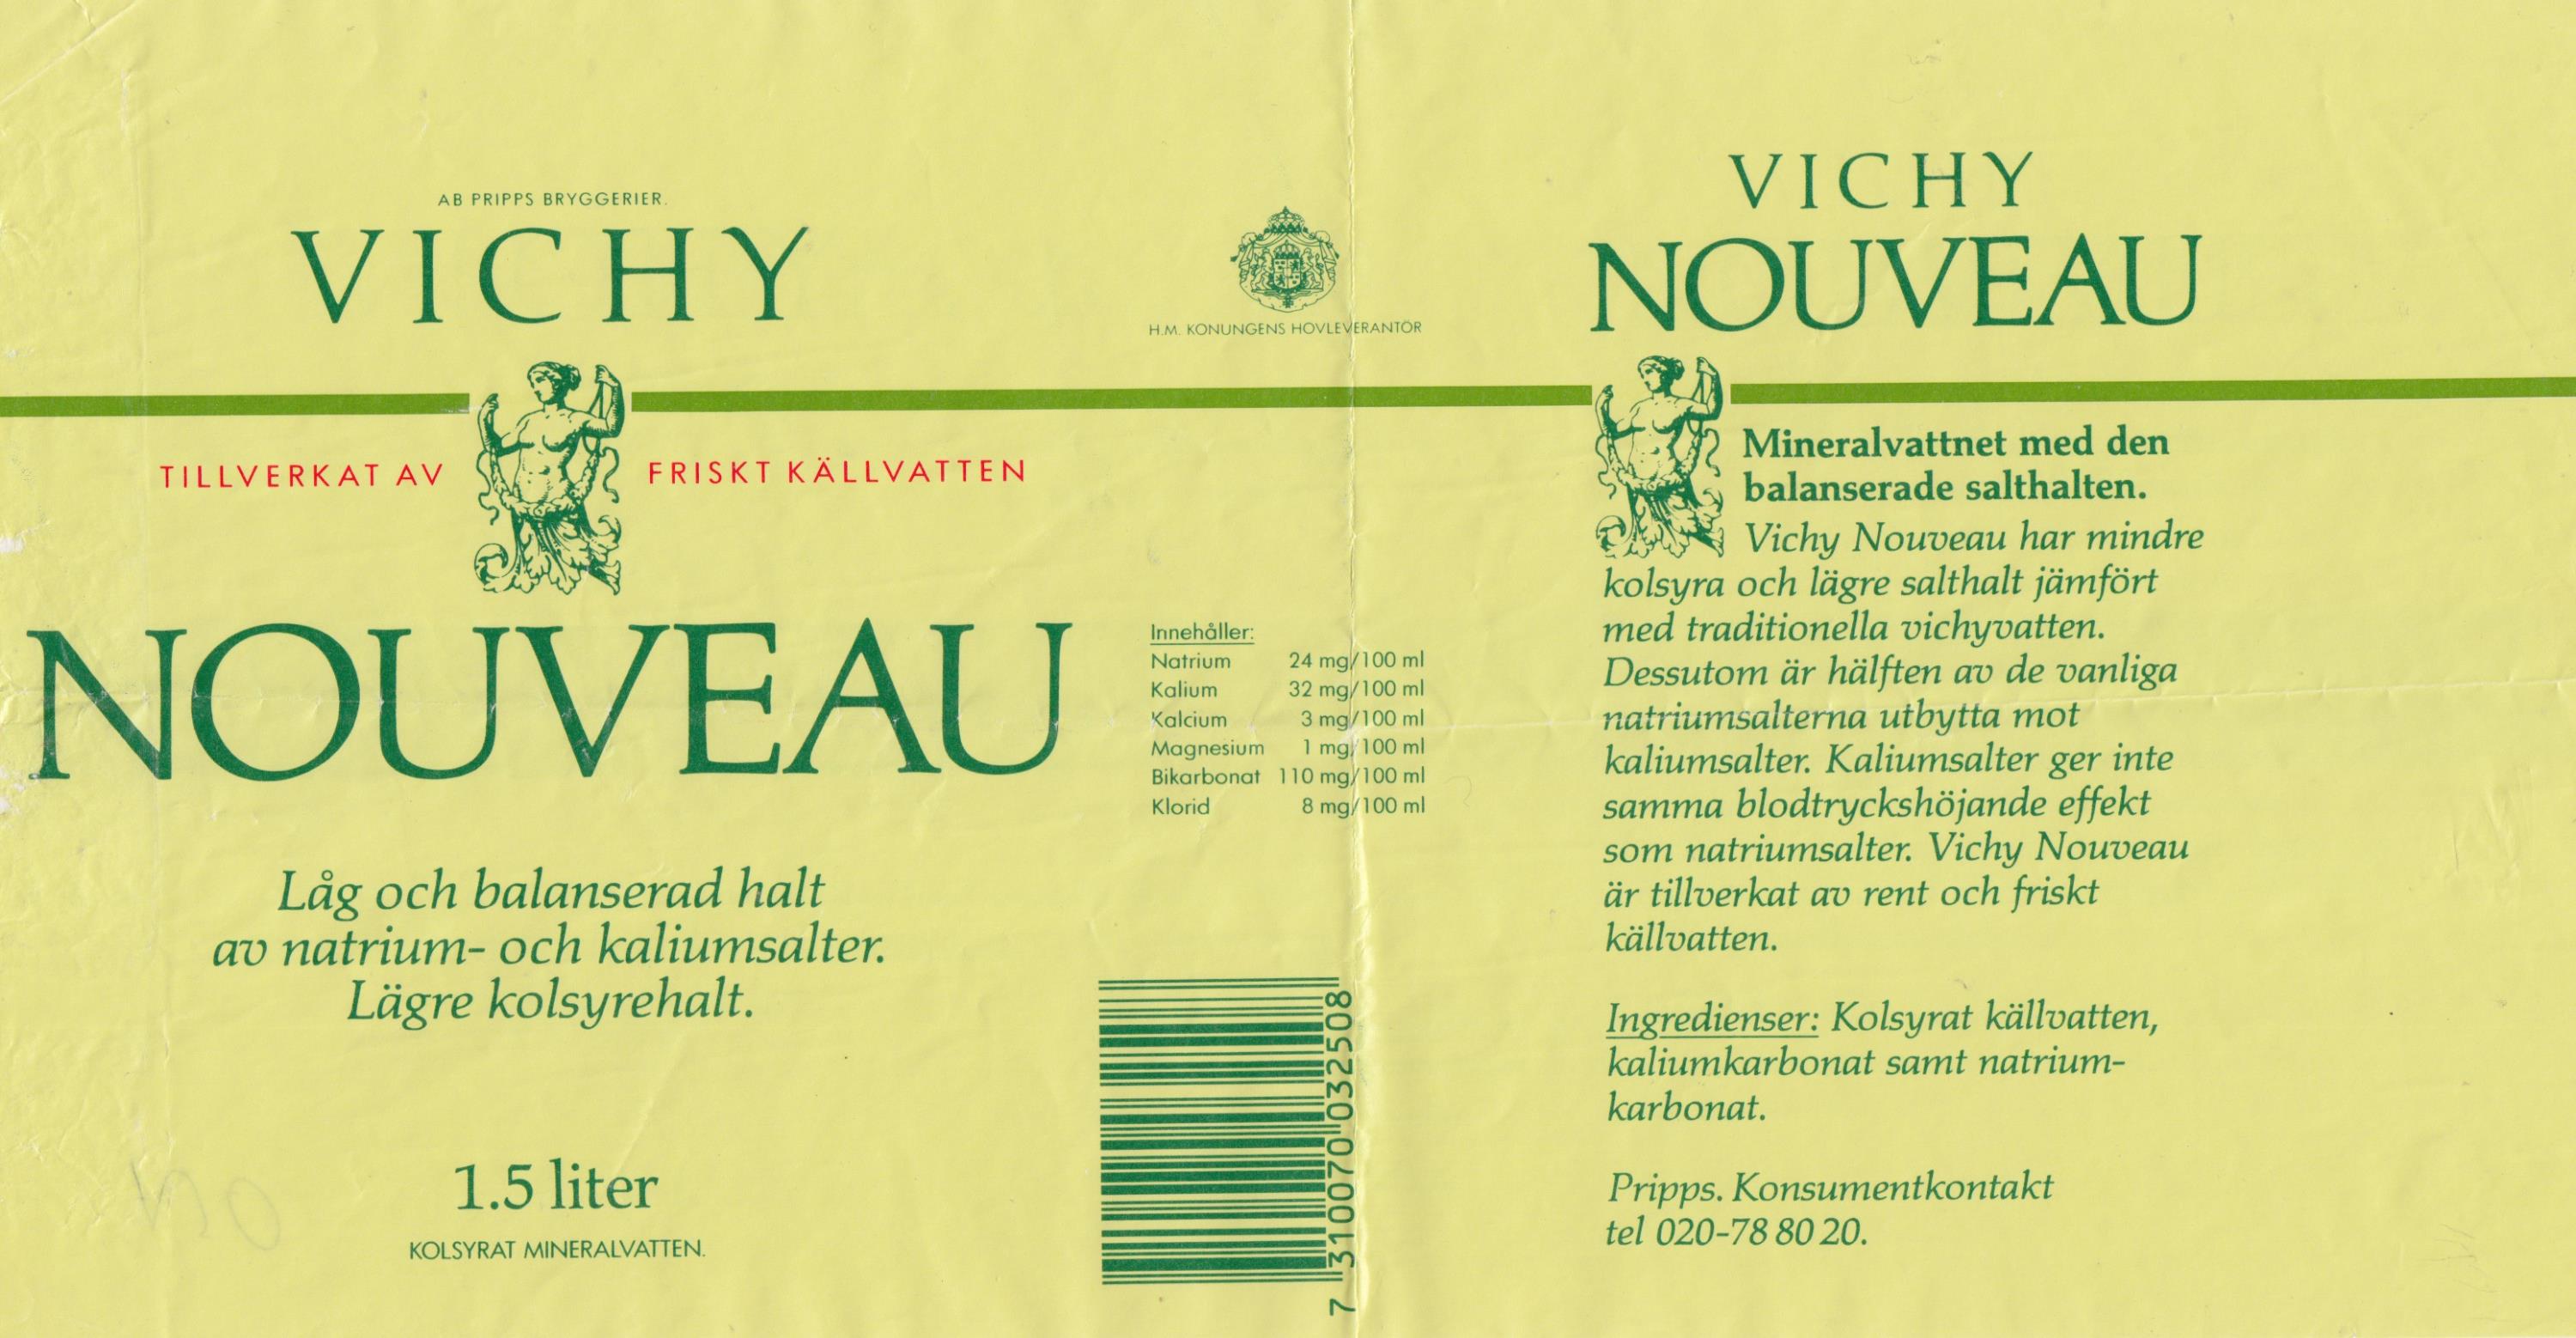 AB PRIPPS BRYGGERIER.
VICHY
TILLVERKAT AV FRISKT KÄLLVATTEN
NOUVEAU
Låg och balanserad halt
av natrium- och kaliumsalter.
Lägre kolsyrehalt.
1.5 liter
KOLSYRAT MINERALVATTEN.
H.M. KONUNGENS HOVLEVERANTÖR
Innehåller:
Natrium 24 mg/100 ml
Kalium 32 mg/100 ml
Kalcium 3 mg/100 ml
Magnesium 1 mg/100 ml
Bikarbonat 110 mg/100 ml
Klorid 8 mg/100 ml
7 310070 032508
VICHY
NOUVEAU
Mineralvattnet med den
balanserade salthalten.
Vichy Nouveau har mindre
kolsyra och lägre salthalt jämfört
med traditionella vichyvatten.
Dessutom är hälften av de vanliga
natriumsalterna utbytta mot
kaliumsalter. Kaliumsalter ger inte
samma blodtryckshöjande effekt
som natriumsalter. Vichy Nouveau
är tillverkat av rent och friskt
källvatten.
Ingredienser: Kolsyrat källvatten,
kaliumkarbonat samt natrium-
karbonat.
Pripps. Konsumentkontakt
tel 020-78 80 20.